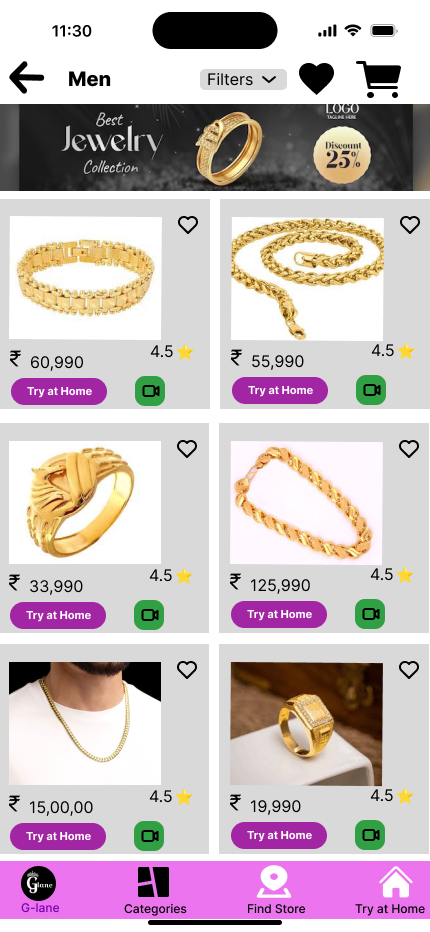 11:30
Men
Filters
Best
Jewelry
Collection
LOGO
TAGLINE HERE
Discount
25%
4.5
₹ 60,990
Try at Home
4.5
₹ 55,990
Try at Home
4.5
₹ 33,990
Try at Home
4.5
₹ 125,990
Try at Home
4.5
₹ 15,00,00
Try at Home
4.5
₹ 19,990
Try at Home
Glane
G-lane
Categories
Find Store
Try at Home